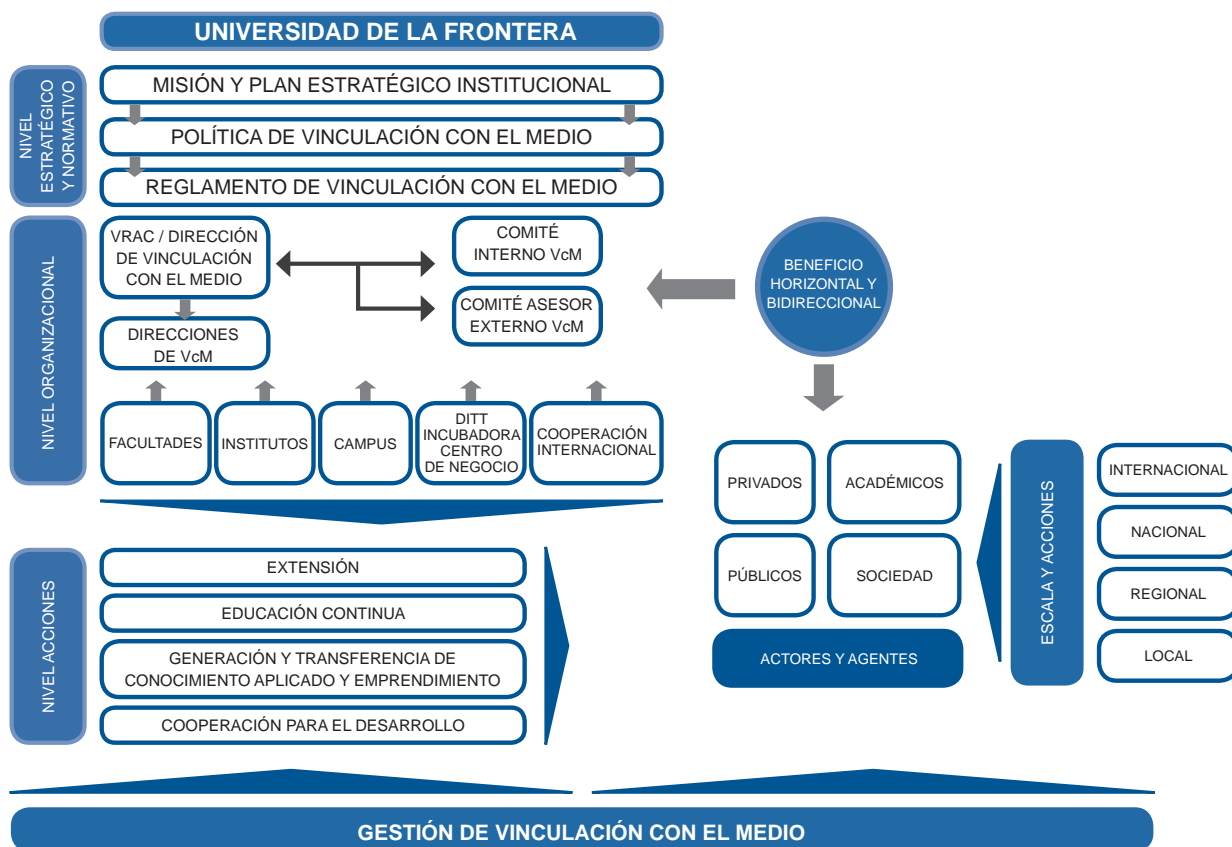 UNIVERSIDAD DE LA FRONTERA
NIVEL
ESTRATÉGICO
Y NORMATIVO
MISIÓN Y PLAN ESTRATÉGICO INSTITUCIONAL
POLÍTICA DE VINCULACIÓN CON EL MEDIO
REGLAMENTO DE VINCULACIÓN CON EL MEDIO
NIVEL ORGANIZACIONAL
VRAC / DIRECCIÓN
DE VINCULACIÓN
CON EL MEDIO
COMITÉ
INTERNO VcM
COMITÉ ASESOR
EXTERNO VcM
DIRECCIONES
DE VcM
FACULTADES
INSTITUTOS
CAMPUS
DITT
INCUBADORA
CENTRO
DE NEGOCIO
COOPERACIÓN
INTERNACIONAL
BENEFICIO
HORIZONTAL Y
BIDIRECCIONAL
NIVEL ACCIONES
EXTENSIÓN
EDUCACIÓN CONTINUA
GENERACIÓN Y TRANSFERENCIA DE
CONOCIMIENTO APLICADO Y EMPRENDIMIENTO
COOPERACIÓN PARA EL DESARROLLO
PRIVADOS
ACADÉMICOS
PÚBLICOS
SOCIEDAD
ACTORES Y AGENTES
ESCALA Y ACCIONES
INTERNACIONAL
NACIONAL
REGIONAL
LOCAL
GESTIÓN DE VINCULACIÓN CON EL MEDIO